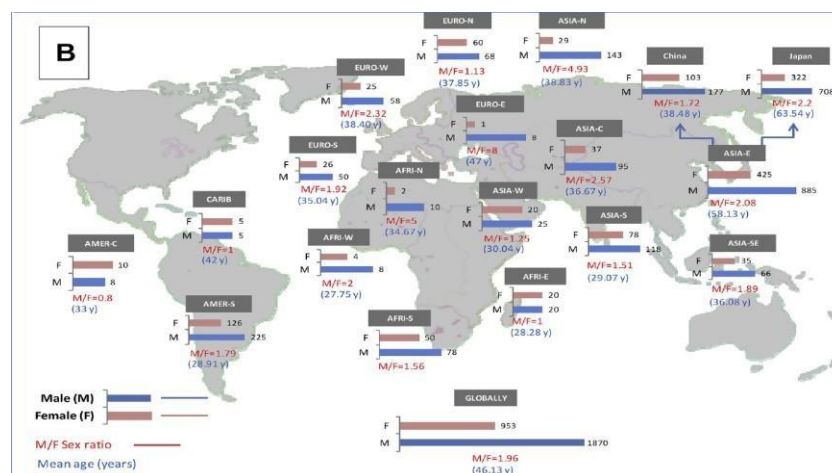 B
EURO-N
F 60
M 68
M/F=1.13
(37.85 y)
ASIA-N
F 29
M 143
M/F=4.93
(38.83 y)
China
F 103
M 177
M/F=1.72
(38.48 y)
Japan
F 322
M 708
M/F=2.2
(63.54 y)
EURO-W
F 25
M 58
M/F=2.32
(38.40 y)
EURO-E
F 1
M 8
M/F=8
(47 y)
EURO-S
F 26
M 50
M/F=1.92
(35.04 y)
ASIA-C
F 37
M 95
M/F=2.57
(36.67 y)
ASIA-E
F 425
M 885
M/F=2.08
(58.13 y)
AFRI-N
F 2
M 10
M/F=5
(34.67 y)
ASIA-W
F 20
M 25
M/F=1.25
(30.04 y)
CARIB
F 5
M 5
M/F=1
(42 y)
ASIA-S
F 78
M 118
M/F=1.51
(29.07 y)
AMER-C
F 10
M 8
M/F=0.8
(33 y)
AFRI-W
F 4
M 8
M/F=2
(27.75 y)
ASIA-SE
F 35
M 66
M/F=1.89
(36.08 y)
AFRI-E
F 20
M 20
M/F=1
(28.28 y)
AMER-S
F 126
M 225
M/F=1.79
(28.91 y)
AFRI-S
F 50
M 78
M/F=1.56
Male (M)
Female (F)
M/F Sex ratio
Mean age (years)
GLOBALLY
F 953
M 1870
M/F=1.96
(46.13 y)